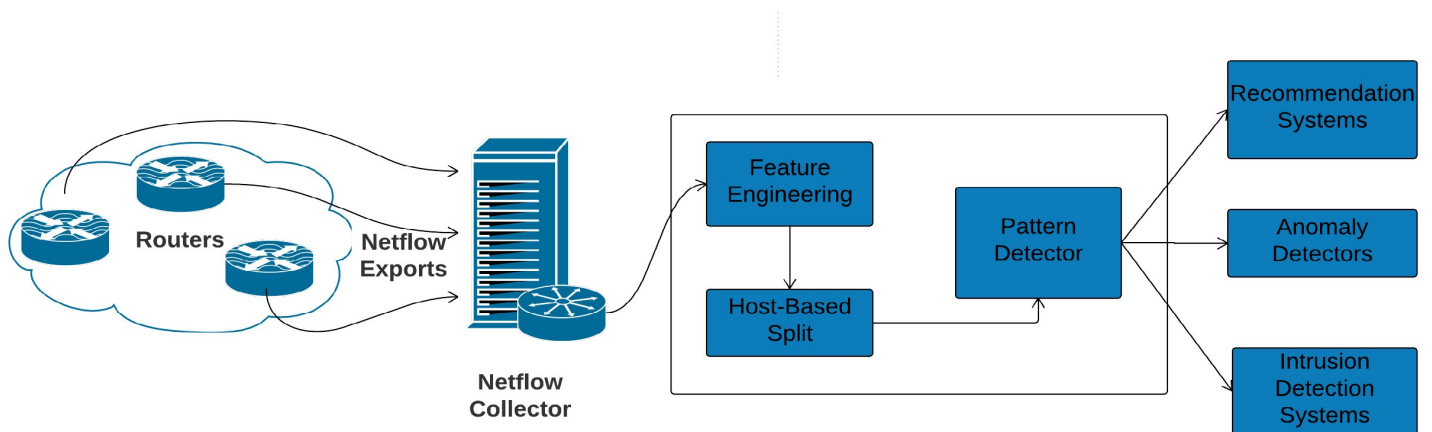 Routers
Netflow
Exports
Netflow
Collector
Feature
Engineering
Host-Based
Split
Pattern
Detector
Recommendation
Systems
Anomaly
Detectors
Intrusion
Detection
Systems